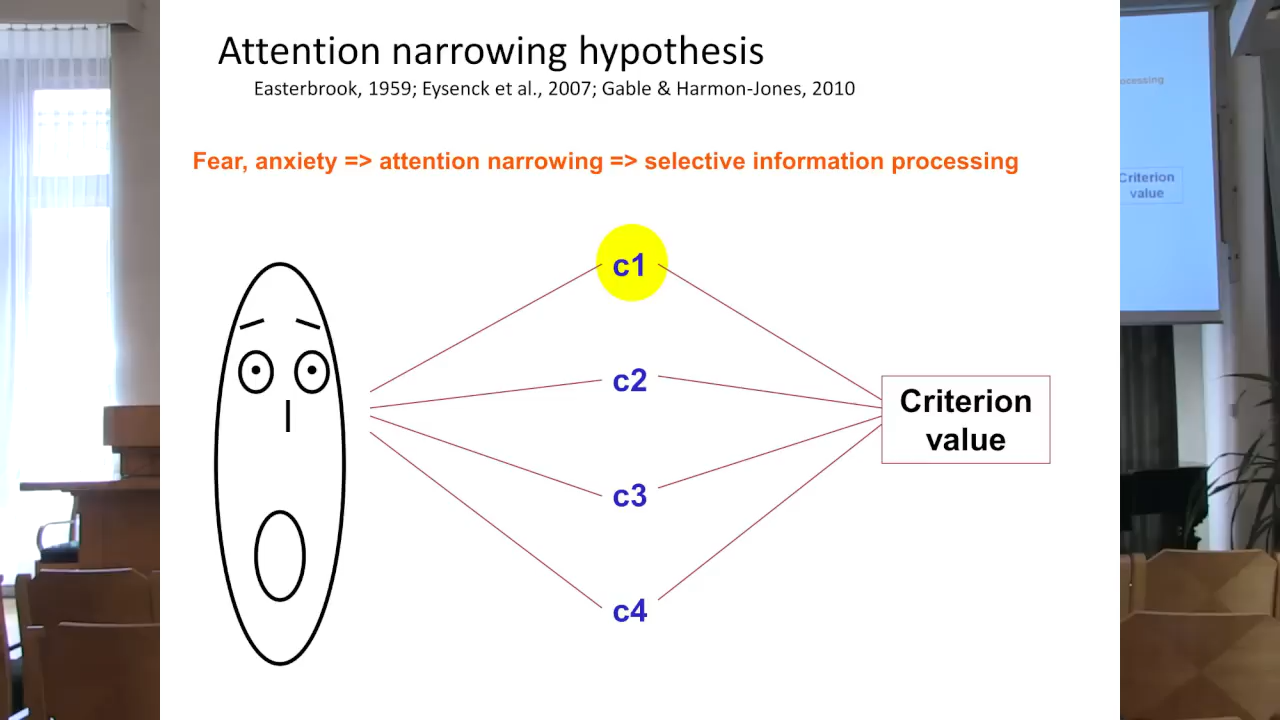 Attention narrowing hypothesis
Easterbrook, 1959; Eysenck et al., 2007; Gable & Harmon-Jones, 2010
Fear, anxiety => attention narrowing => selective information processing
c1
c2
c3
c4
Criterion
value
ocessing
Criterion
value